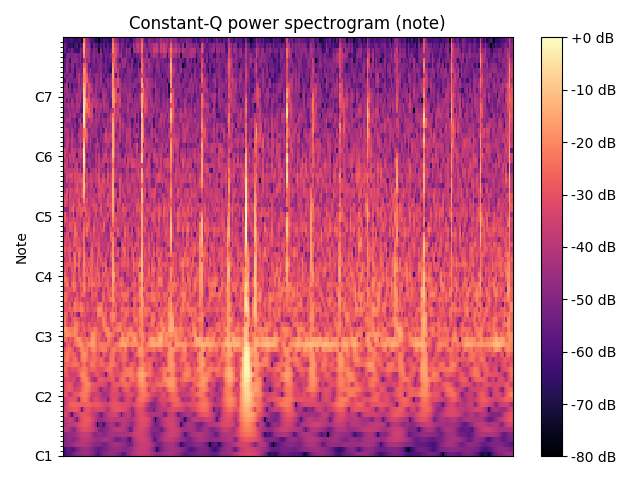 Constant-Q power spectrogram (note)
Note
C7
C6
C5
C4
C3
C2
C1
+0 dB
-10 dB
-20 dB
-30 dB
-40 dB
-50 dB
-60 dB
-70 dB
-80 dB